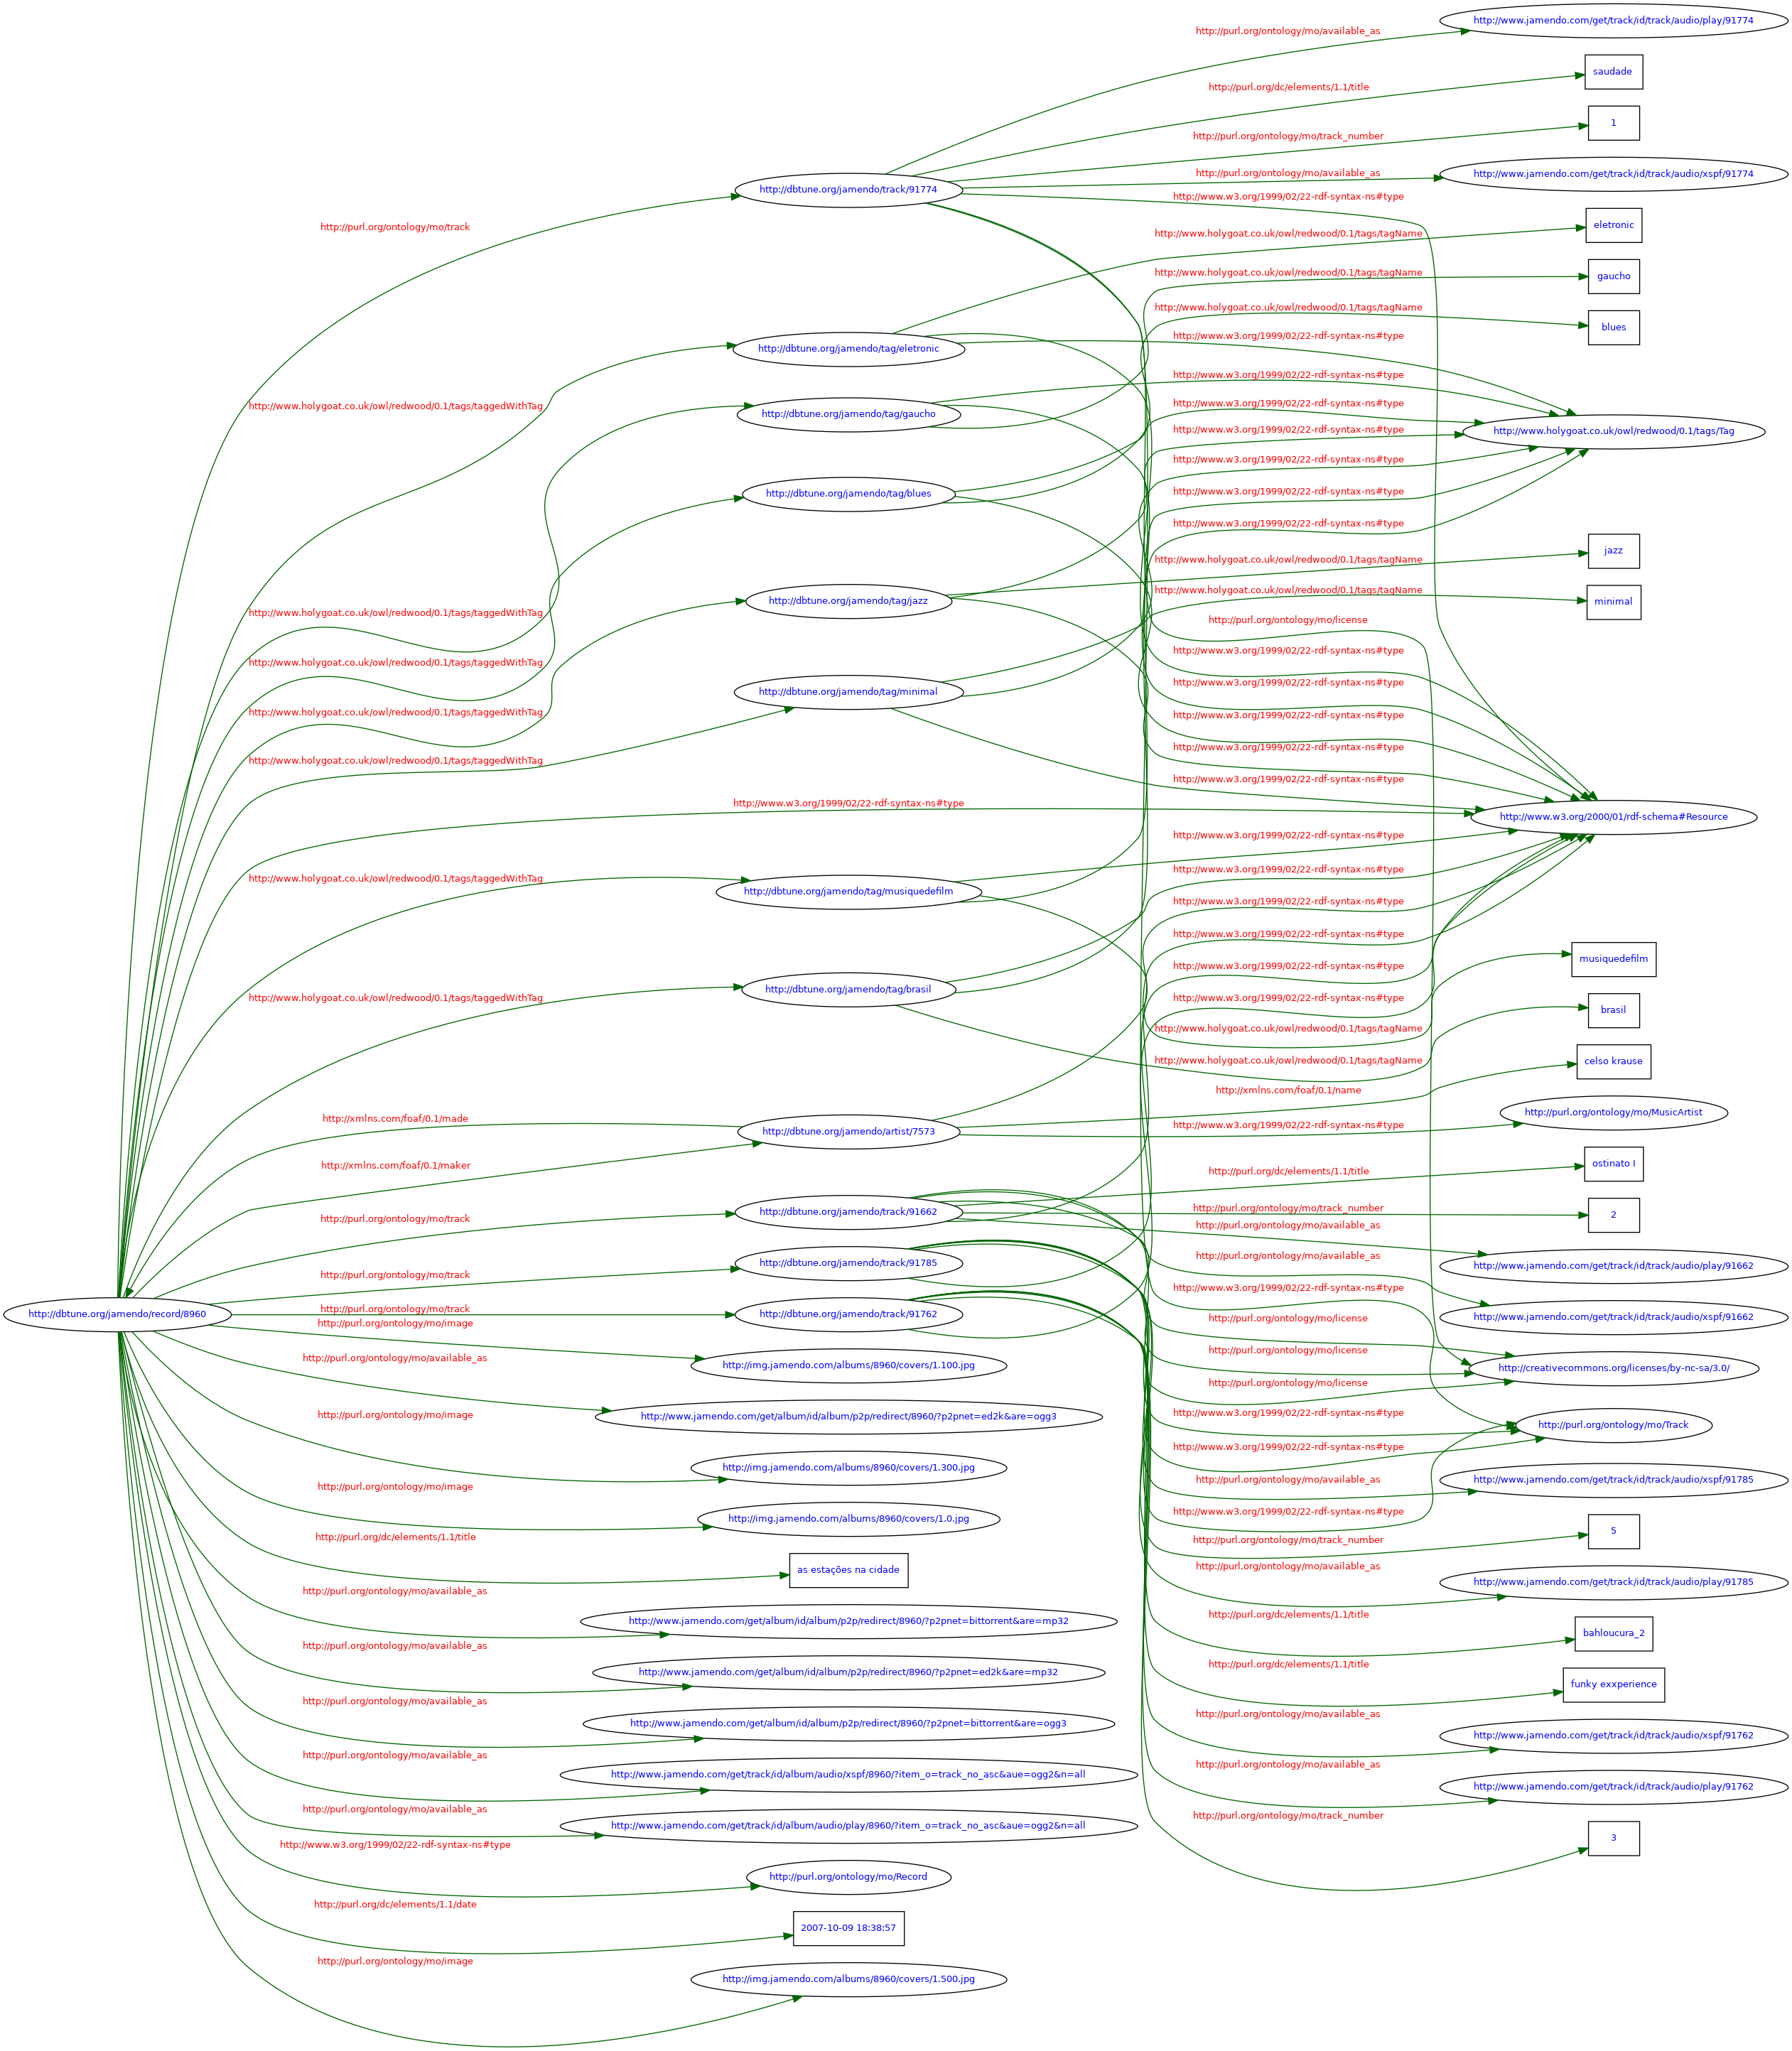 http://www.jamendo.com/get/track/id/track/audio/play/91774
http://purl.org/ontology/mo/available_as
saudade
http://purl.org/dc/elements/1.1/title
1
http://purl.org/ontology/mo/track_number
http://purl.org/ontology/mo/available_as
http://www.jamendo.com/get/track/id/track/audio/xspf/91774
http://dbtune.org/jamendo/track/91774
http://www.w3.org/1999/02/22-rdf-syntax-ns#type
http://purl.org/ontology/mo/track
eletronic
http://www.holygoat.co.uk/owl/redwood/0.1/tags/tagName
http://www.holygoat.co.uk/owl/redwood/0.1/tags/tagName
gaucho
http://www.holygoat.co.uk/owl/redwood/0.1/tags/tagName
blues
http://www.w3.org/1999/02/22-rdf-syntax-ns#type
http://dbtune.org/jamendo/tag/eletronic
http://www.w3.org/1999/02/22-rdf-syntax-ns#type
http://www.holygoat.co.uk/owl/redwood/0.1/tags/taggedWithTag
http://www.w3.org/1999/02/22-rdf-syntax-ns#type
http://dbtune.org/jamendo/tag/gaucho
http://www.w3.org/1999/02/22-rdf-syntax-ns#type
http://www.holygoat.co.uk/owl/redwood/0.1/tags/Tag
http://www.w3.org/1999/02/22-rdf-syntax-ns#type
http://dbtune.org/jamendo/tag/blues
http://www.w3.org/1999/02/22-rdf-syntax-ns#type
http://www.w3.org/1999/02/22-rdf-syntax-ns#type
jazz
http://www.holygoat.co.uk/owl/redwood/0.1/tags/tagName
http://www.holygoat.co.uk/owl/redwood/0.1/tags/tagName
http://dbtune.org/jamendo/tag/jazz
minimal
http://www.holygoat.co.uk/owl/redwood/0.1/tags/taggedWithTag
http://purl.org/ontology/mo/license
http://www.w3.org/1999/02/22-rdf-syntax-ns#type
http://www.holygoat.co.uk/owl/redwood/0.1/tags/taggedWithTag
http://www.w3.org/1999/02/22-rdf-syntax-ns#type
http://dbtune.org/jamendo/tag/minimal
http://www.holygoat.co.uk/owl/redwood/0.1/tags/taggedWithTag
http://www.w3.org/1999/02/22-rdf-syntax-ns#type
http://www.w3.org/1999/02/22-rdf-syntax-ns#type
http://www.holygoat.co.uk/owl/redwood/0.1/tags/taggedWithTag
http://www.w3.org/1999/02/22-rdf-syntax-ns#type
http://www.w3.org/1999/02/22-rdf-syntax-ns#type
http://www.w3.org/2000/01/rdf-schema#Resource
http://www.w3.org/1999/02/22-rdf-syntax-ns#type
http://www.w3.org/1999/02/22-rdf-syntax-ns#type
http://www.holygoat.co.uk/owl/redwood/0.1/tags/taggedWithTag
http://dbtune.org/jamendo/tag/musiquedefilm
http://www.w3.org/1999/02/22-rdf-syntax-ns#type
http://www.w3.org/1999/02/22-rdf-syntax-ns#type
musiquedefilm
http://www.w3.org/1999/02/22-rdf-syntax-ns#type
http://dbtune.org/jamendo/tag/brasil
http://www.holygoat.co.uk/owl/redwood/0.1/tags/taggedWithTag
http://www.w3.org/1999/02/22-rdf-syntax-ns#type
brasil
http://www.holygoat.co.uk/owl/redwood/0.1/tags/tagName
http://www.holygoat.co.uk/owl/redwood/0.1/tags/tagName
celso krause
http://xmlns.com/foaf/0.1/name
http://purl.org/ontology/mo/MusicArtist
http://xmlns.com/foaf/0.1/made
http://www.w3.org/1999/02/22-rdf-syntax-ns#type
http://dbtune.org/jamendo/artist/7573
http://xmlns.com/foaf/0.1/maker
ostinato I
http://purl.org/dc/elements/1.1/title
http://purl.org/ontology/mo/track_number
http://dbtune.org/jamendo/track/91662
2
http://purl.org/ontology/mo/track
http://purl.org/ontology/mo/available_as
http://purl.org/ontology/mo/available_as
http://dbtune.org/jamendo/track/91785
http://www.jamendo.com/get/track/id/track/audio/play/91662
http://purl.org/ontology/mo/track
http://www.w3.org/1999/02/22-rdf-syntax-ns#type
http://purl.org/ontology/mo/track
http://dbtune.org/jamendo/record/8960
http://dbtune.org/jamendo/track/91762
http://purl.org/ontology/mo/license
http://www.jamendo.com/get/track/id/track/audio/xspf/91662
http://purl.org/ontology/mo/image
http://purl.org/ontology/mo/license
http://purl.org/ontology/mo/available_as
http://img.jamendo.com/albums/8960/covers/1.100.jpg
http://creativecommons.org/licenses/by-nc-sa/3.0/
http://purl.org/ontology/mo/license
http://purl.org/ontology/mo/image
http://www.jamendo.com/get/album/id/album/p2p/redirect/8960/?p2pnet=ed2k&are=ogg3
http://www.w3.org/1999/02/22-rdf-syntax-ns#type
http://purl.org/ontology/mo/Track
http://www.w3.org/1999/02/22-rdf-syntax-ns#type
http://img.jamendo.com/albums/8960/covers/1.300.jpg
http://purl.org/ontology/mo/available_as
http://www.jamendo.com/get/track/id/track/audio/xspf/91785
http://purl.org/ontology/mo/image
http://www.w3.org/1999/02/22-rdf-syntax-ns#type
http://img.jamendo.com/albums/8960/covers/1.0.jpg
5
http://purl.org/dc/elements/1.1/title
http://purl.org/ontology/mo/track_number
as estações na cidade
http://purl.org/ontology/mo/available_as
http://www.jamendo.com/get/track/id/track/audio/play/91785
http://purl.org/ontology/mo/available_as
http://purl.org/dc/elements/1.1/title
http://www.jamendo.com/get/album/id/album/p2p/redirect/8960/?p2pnet=bittorrent&are=mp32
bahloucura_2
http://purl.org/ontology/mo/available_as
http://purl.org/dc/elements/1.1/title
http://www.jamendo.com/get/album/id/album/p2p/redirect/8960/?p2pnet=ed2k&are=mp32
funky exxperience
http://purl.org/ontology/mo/available_as
http://purl.org/ontology/mo/available_as
http://www.jamendo.com/get/album/id/album/p2p/redirect/8960/?p2pnet=bittorrent&are=ogg3
http://www.jamendo.com/get/track/id/track/audio/xspf/91762
http://purl.org/ontology/mo/available_as
http://purl.org/ontology/mo/available_as
http://www.jamendo.com/get/track/id/album/audio/xspf/8960/?item_o=track_no_asc&aue=ogg2&n=all
http://www.jamendo.com/get/track/id/track/audio/play/91762
http://purl.org/ontology/mo/available_as
http://purl.org/ontology/mo/track_number
http://www.jamendo.com/get/track/id/album/audio/play/8960/?item_o=track_no_asc&aue=ogg2&n=all
3
http://www.w3.org/1999/02/22-rdf-syntax-ns#type
http://purl.org/ontology/mo/Record
http://purl.org/dc/elements/1.1/date
2007-10-09 18:38:57
http://purl.org/ontology/mo/image
http://img.jamendo.com/albums/8960/covers/1.500.jpg